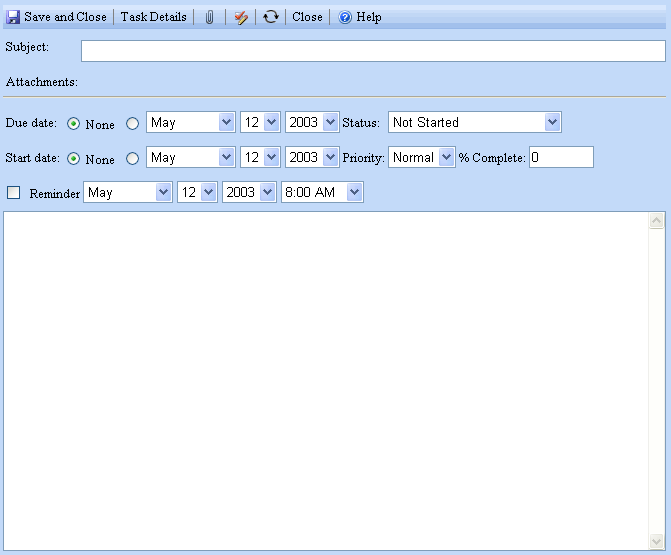 Save and Close Task Details Close ? Help
Subject:
Attachments:
Due date: None May 12 2003 Status: Not Started
Start date: None May 12 2003 Priority: Normal % Complete: 0
Reminder May 12 2003 8:00 AM